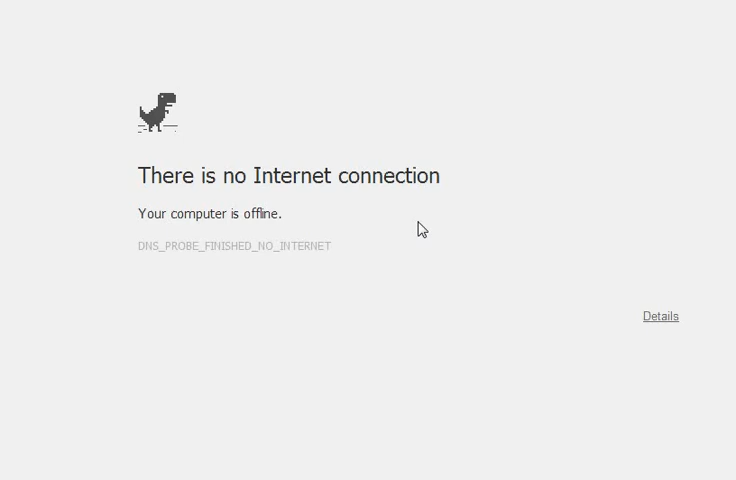 There is no Internet connection
Your computer is offline.
DNS_PROBE_FINISHED_NO_INTERNET
Details